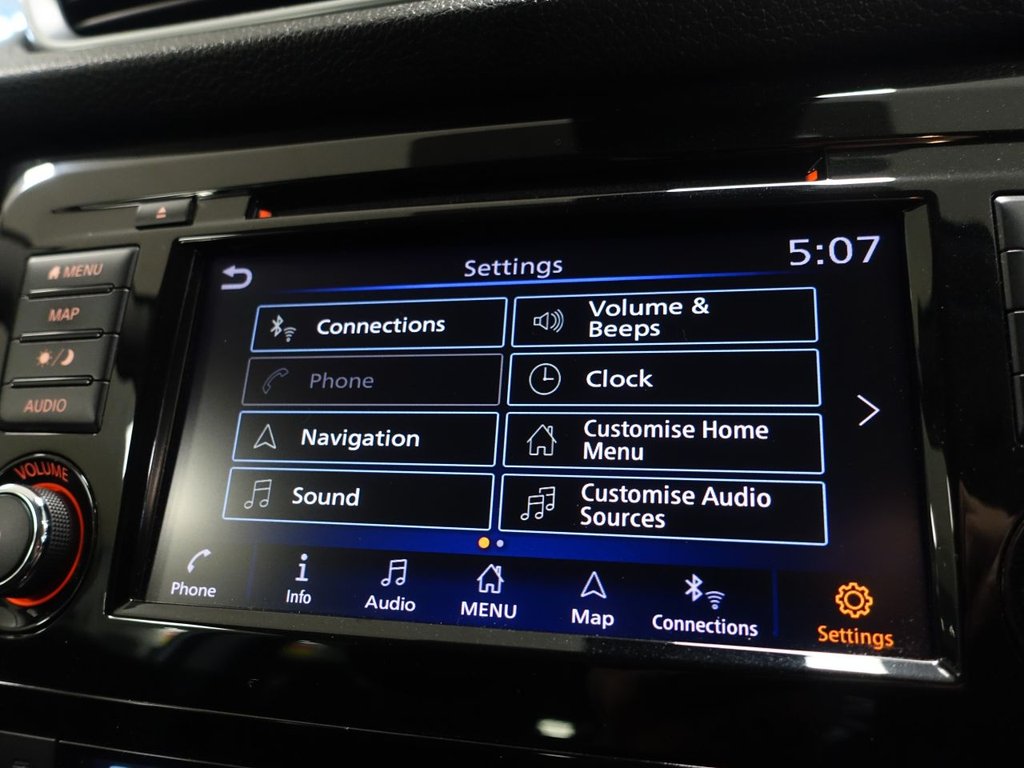 MENU
MAP
AUDIO
VOLUME
Settings
5:07
Connections
Volume &
Beeps
Phone
Clock
Navigation
Customise Home
Menu
Sound
Customise Audio
Sources
Phone
Info
Audio
MENU
Map
Connections
Settings